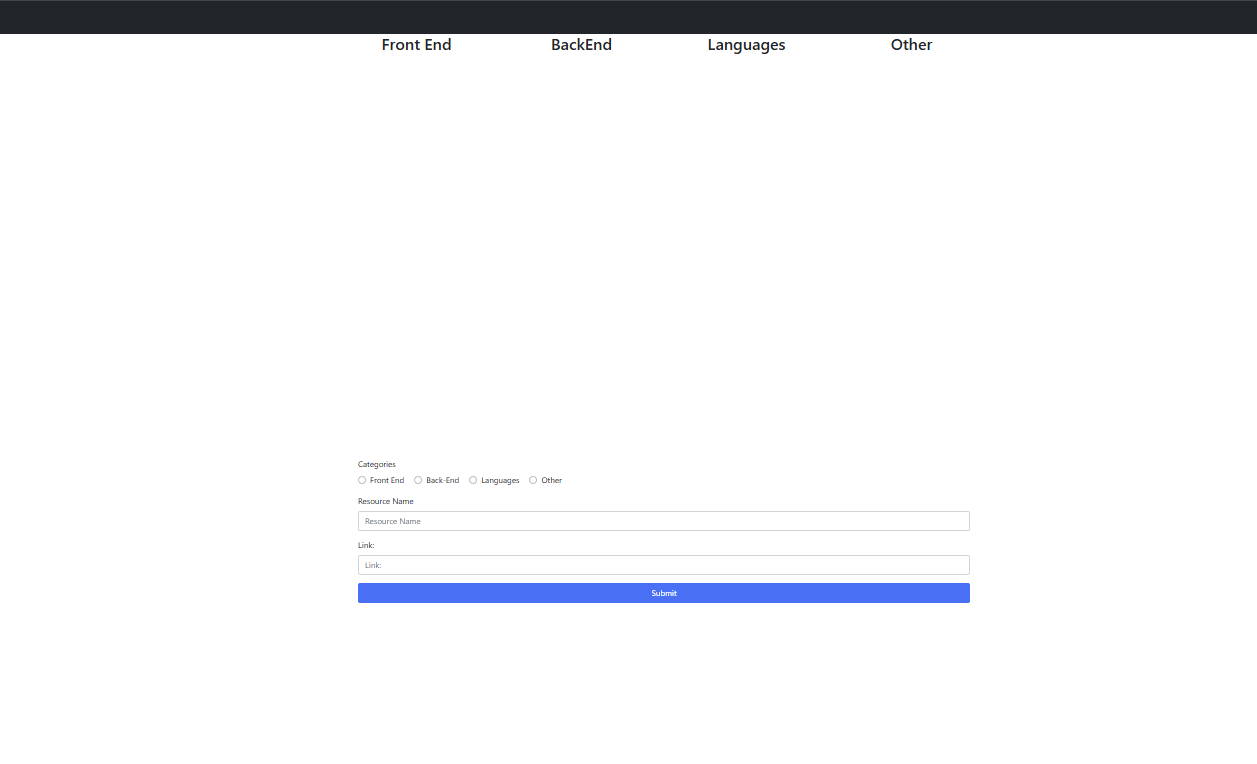 Front End BackEnd Languages Other
Categories
Front End Back-End Languages Other
Resource Name
Resource Name
Link:
Link:
Submit